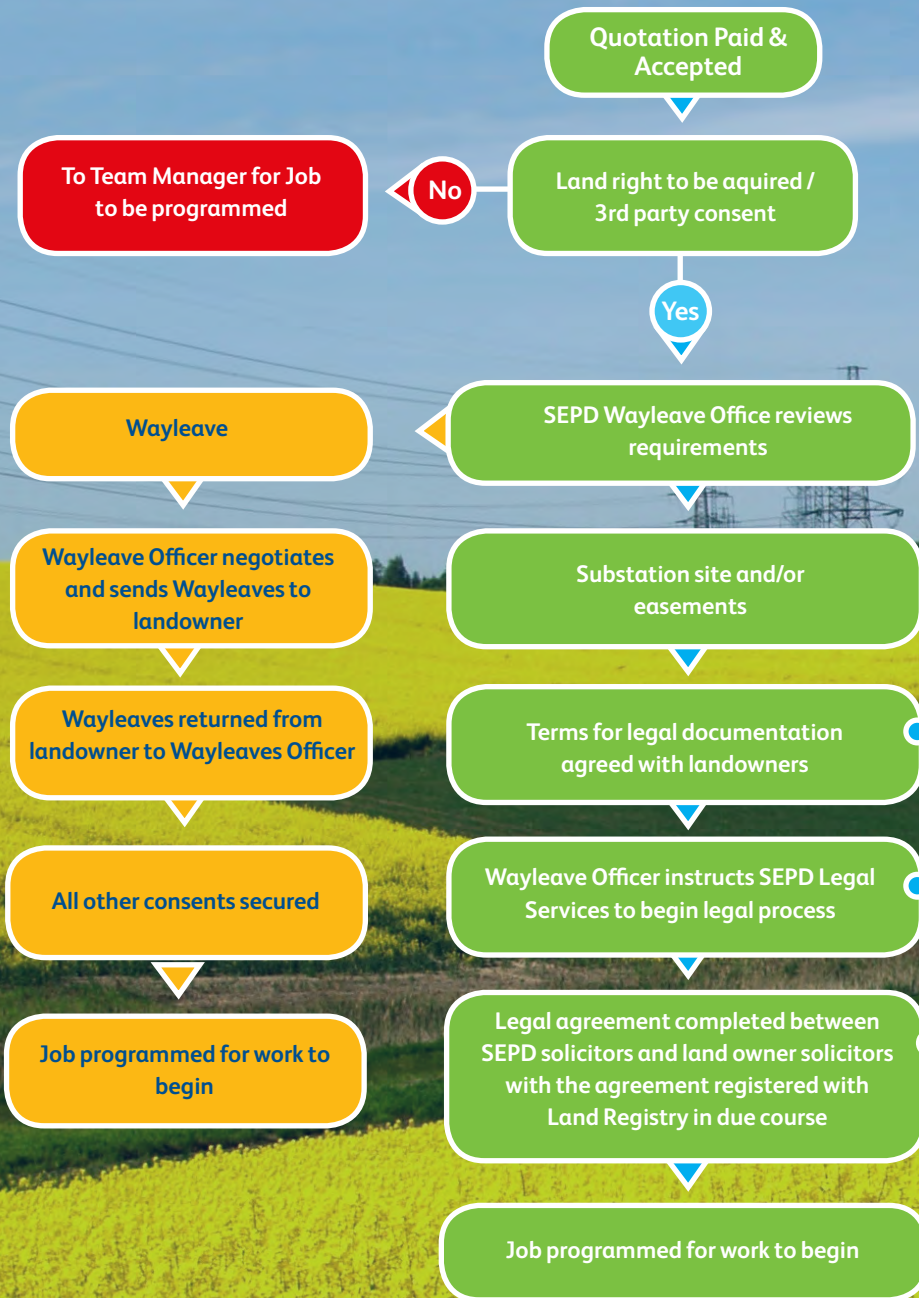 Quotation Paid &
Accepted
To Team Manager for Job
to be programmed
No
Land right to be aquired /
3rd party consent
Yes
Wayleave
SEPD Wayleave Office reviews
requirements
Wayleave Officer negotiates
and sends Wayleaves to
landowner
Substation site and/or
easements
Wayleaves returned from
landowner to Wayleaves Officer
Terms for legal documentation
agreed with landowners
All other consents secured
Wayleave Officer instructs SEPD Legal
Services to begin legal process
Job programmed for work to
begin
Legal agreement completed between
SEPD solicitors and land owner solicitors
with the agreement registered with
Land Registry in due course
Job programmed for work to begin